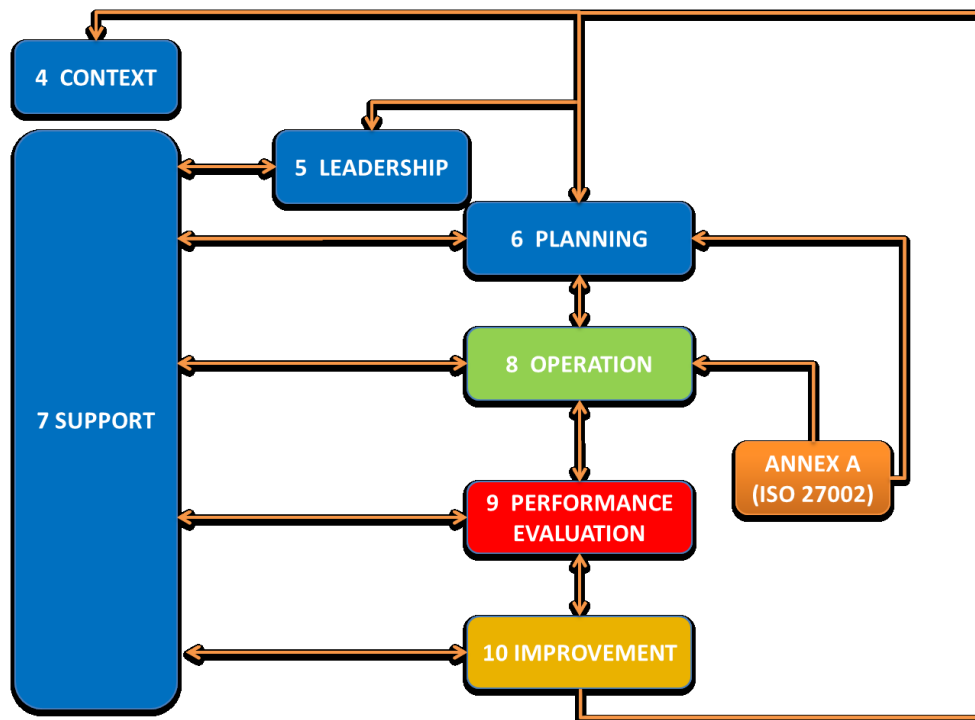 4 CONTEXT
5 LEADERSHIP
6 PLANNING
8 OPERATION
7 SUPPORT
ANNEX A
(ISO 27002)
9 PERFORMANCE
EVALUATION
10 IMPROVEMENT